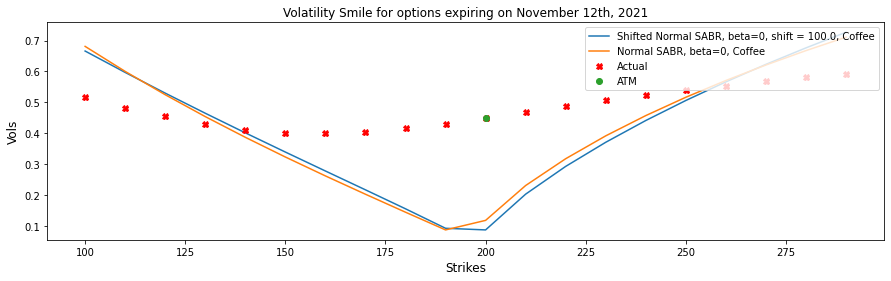 Volatility Smile for options expiring on November 12th, 2021
Shifted Normal SABR, beta=0, shift = 100.0, Coffee
Normal SABR, beta=0, Coffee
Actual
ATM
Vols
0.7
0.6
0.5
0.4
0.3
0.2
0.1
100
125
150
175
200
225
250
275
Strikes